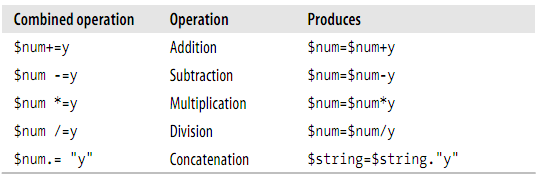 Combined operation Operation Produces
$num+=y Addition $num=$num+y
$num -=y Subtraction $num=$num-y
$num *=y Multiplication $num=$num*y
$num /=y Division $num=$num/y
$num.= "y" Concatenation $string=$string."y"